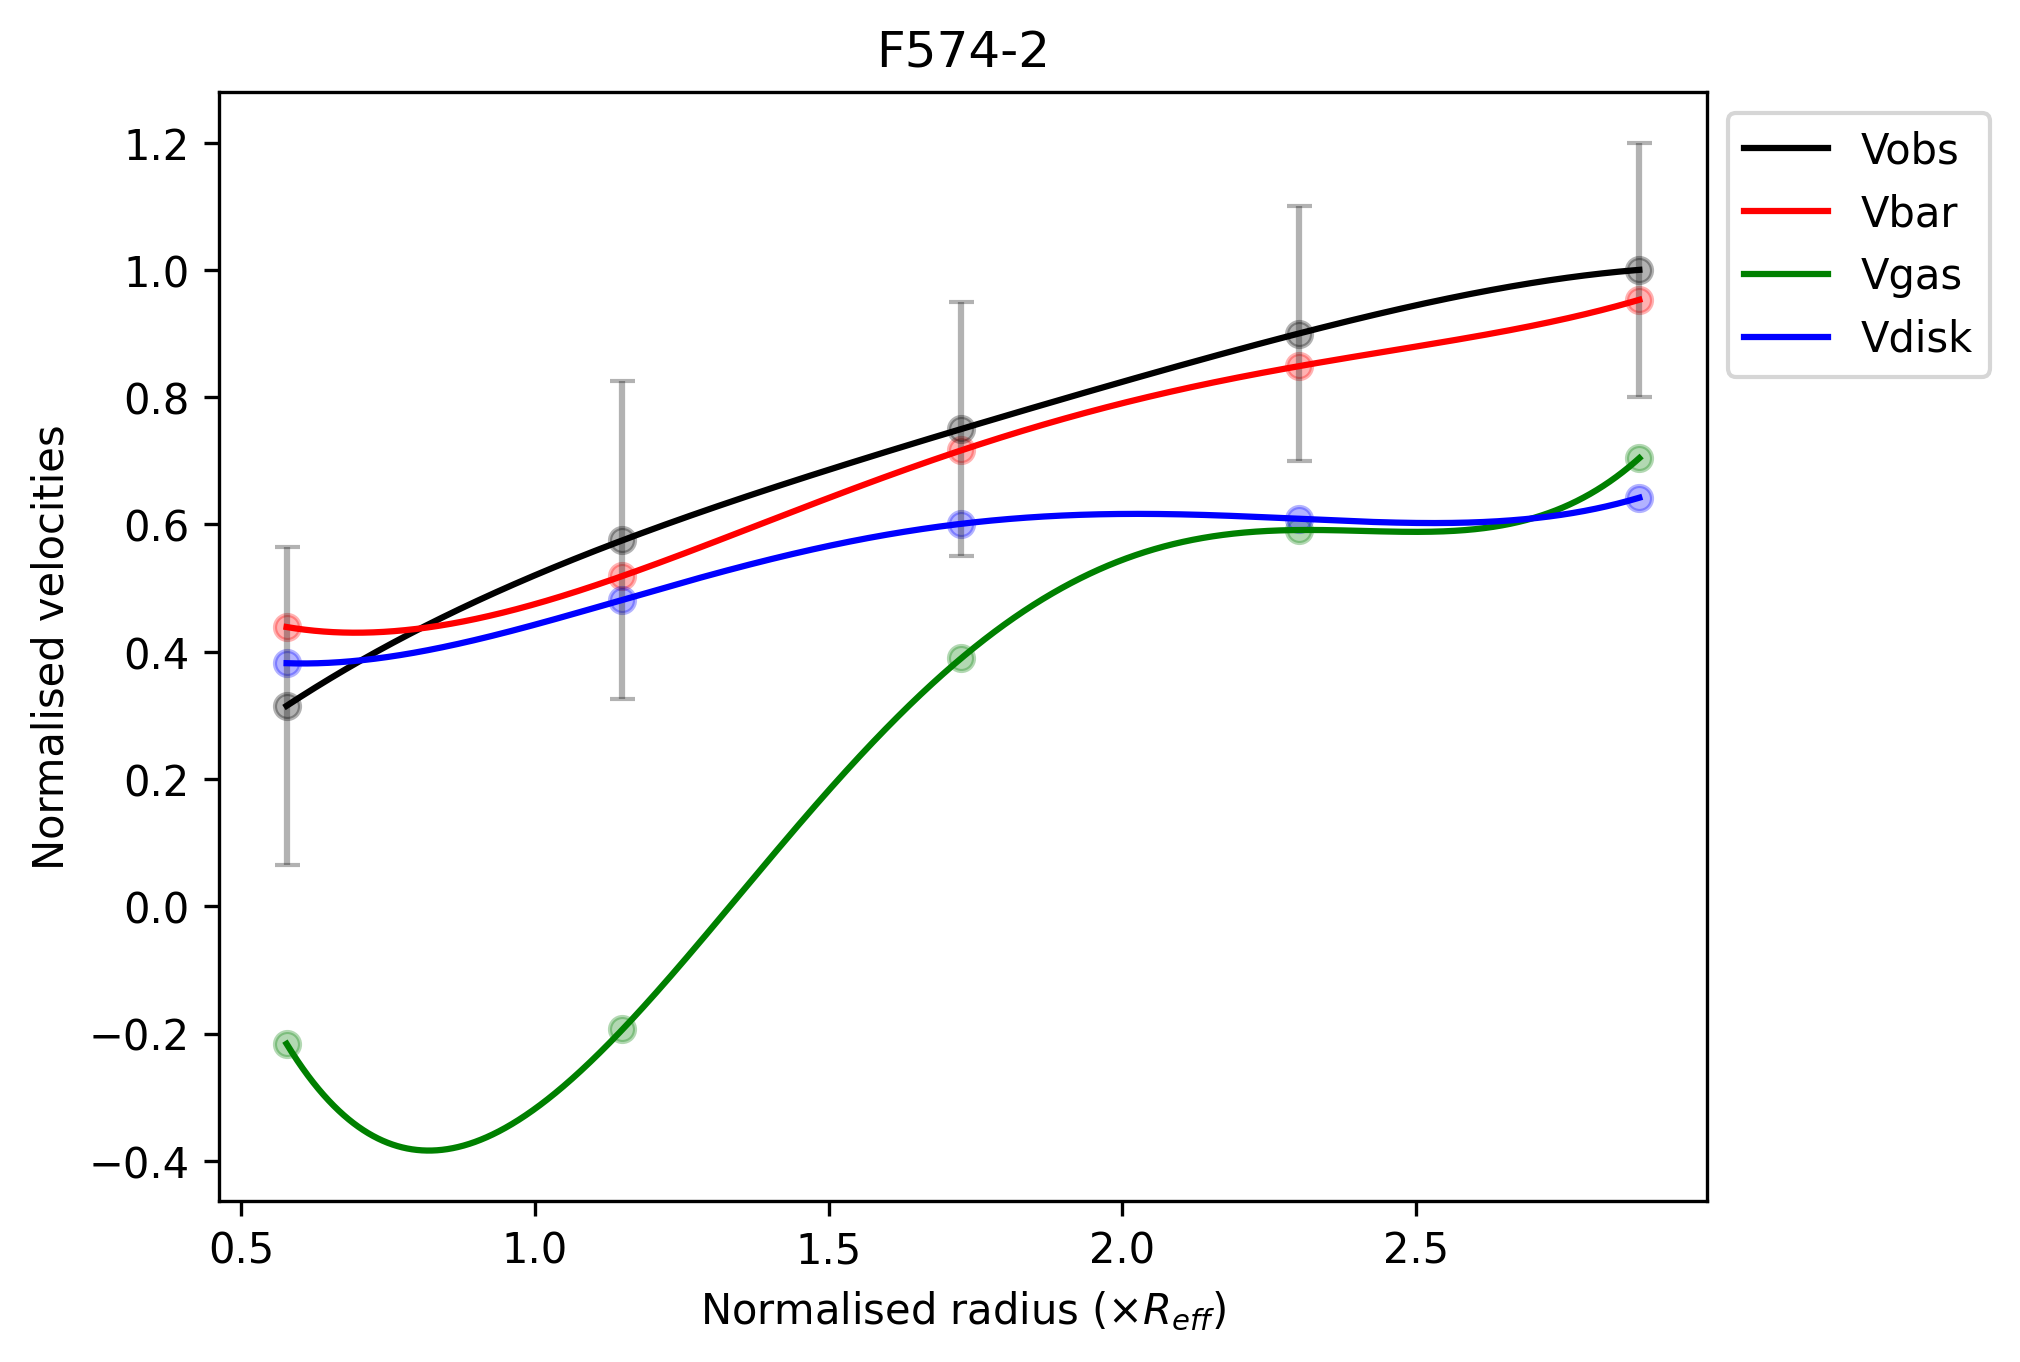 F574-2
Vobs
Vbar
Vgas
Vdisk
Normalised velocities
1.2
1.0
0.8
0.6
0.4
0.2
0.0
−0.2
−0.4
0.5 1.0 1.5 2.0 2.5
Normalised radius (×R_eff)